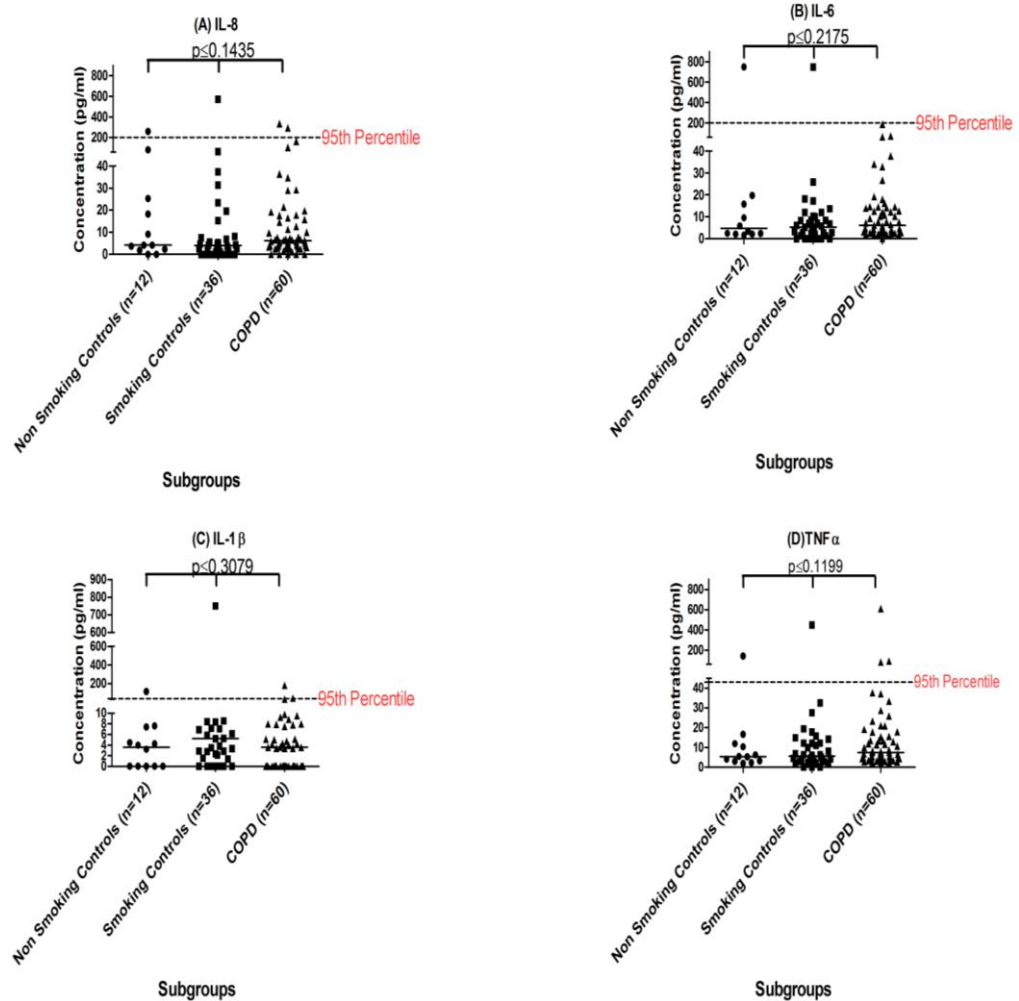 (A) IL-8
p≤0.1435
Concentration (pg/ml)
800
600
400
200
40
30
20
10
0
95th Percentile
Non Smoking Controls (n=12)
Smoking Controls (n=36)
COPD (n=60)
Subgroups
(B) IL-6
p≤0.2175
Concentration (pg/ml)
800
600
400
200
40
30
20
10
0
95th Percentile
Non Smoking Controls (n=12)
Smoking Controls (n=36)
COPD (n=60)
Subgroups
(C) IL-1 β
p≤0.3079
Concentration (pg/ml)
900
800
700
600
600
400
200
10
8
6
4
2
0
95th Percentile
Non Smoking Controls (n=12)
Smoking Controls (n=36)
COPD (n=60)
Subgroups
(D)TNF α
p≤0.1199
Concentration (pg/ml)
800
600
400
200
40
30
20
10
0
95th Percentile
Non Smoking Controls (n=12)
Smoking Controls (n=36)
COPD (n=60)
Subgroups